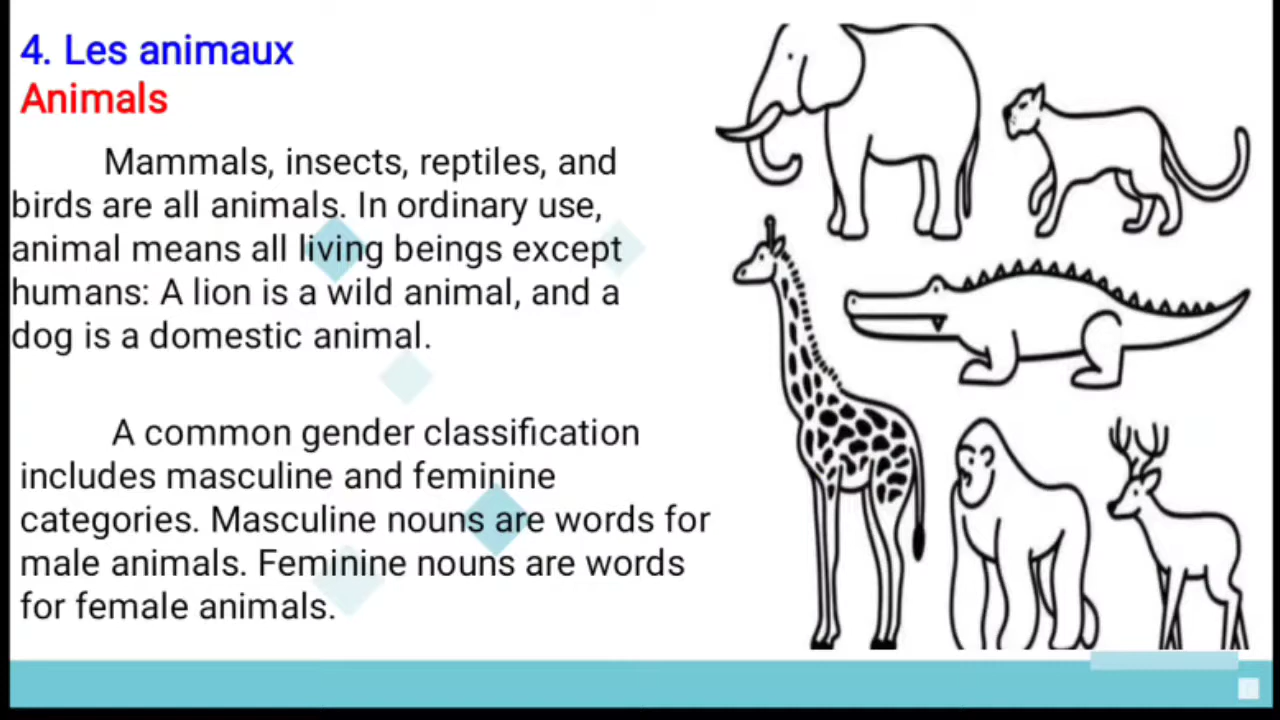 4. Les animaux
Animals
Mammals, insects, reptiles, and
birds are all animals. In ordinary use,
animal means all living beings except
humans: A lion is a wild animal, and a
dog is a domestic animal.
A common gender classification
includes masculine and feminine
categories. Masculine nouns are words for
male animals. Feminine nouns are words
for female animals.